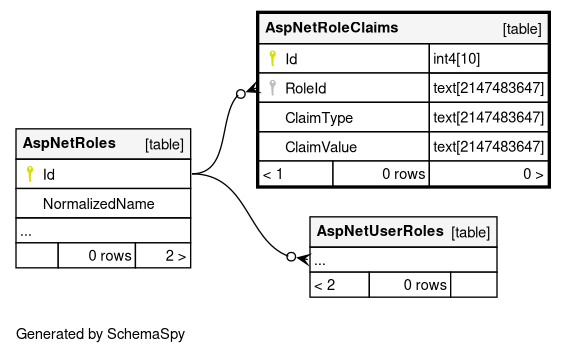 AspNetRoleClaims [table]
Id int4[10]
RoleId text[2147483647]
ClaimType text[2147483647]
ClaimValue text[2147483647]
< 1 0 rows 0 >
AspNetRoles [table]
Id
NormalizedName
...
0 rows 2 >
AspNetUserRoles [table]
...
< 2 0 rows
Generated by SchemaSpy